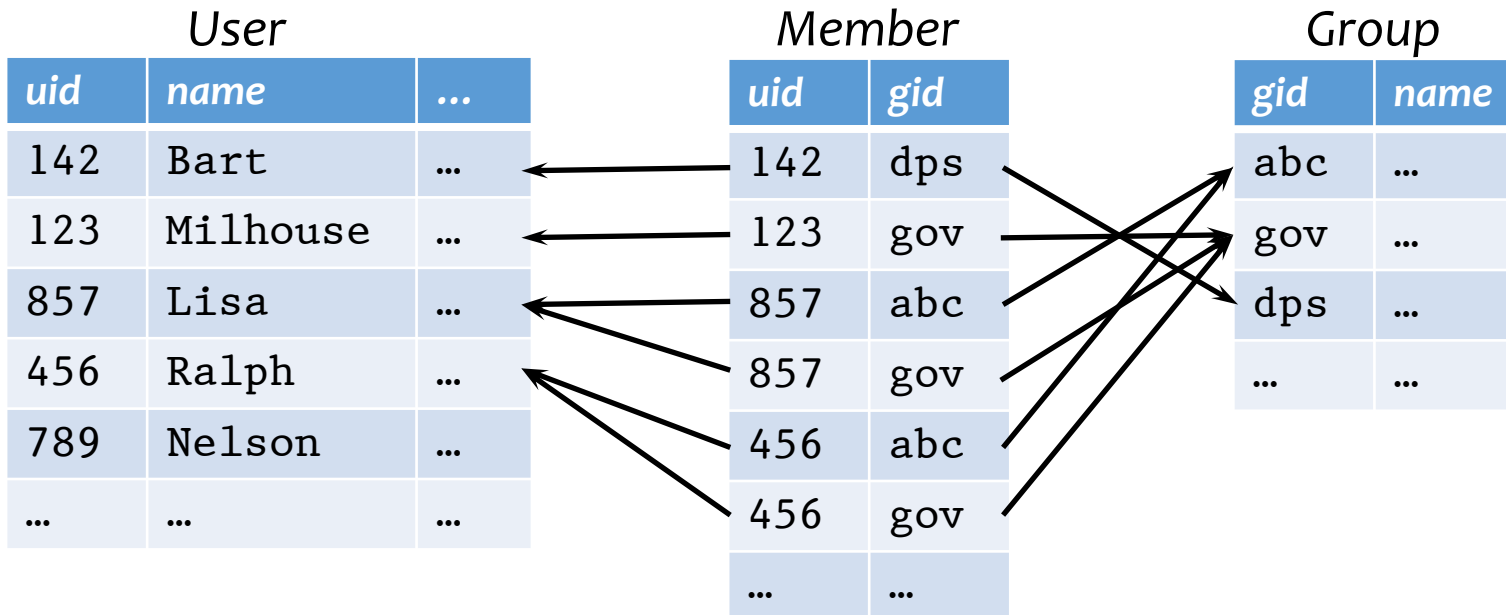 User Member Group
uid name ... uid gid gid name
142 Bart … 142 dps abc …
123 Milhouse … 123 gov gov …
857 Lisa … 857 abc dps …
456 Ralph … 857 gov … …
789 Nelson … 456 abc
… … … 456 gov
… …